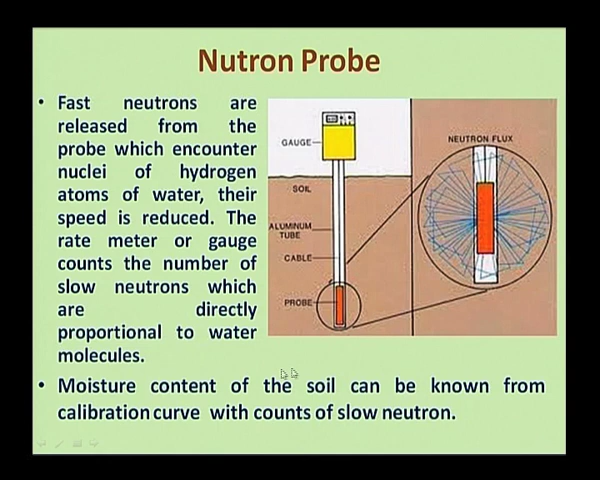 Nutron Probe
• Fast neutrons are
released from the
probe which encounter
nuclei of hydrogen
atoms of water, their
speed is reduced. The
rate meter or gauge
counts the number of
slow neutrons which
are directly
proportional to water
molecules.
GAUGE
SOIL
ALUMINUM
TUBE
CABLE
PROBE
NEUTRON FLUX
• Moisture content of the soil can be known from
calibration curve with counts of slow neutron.